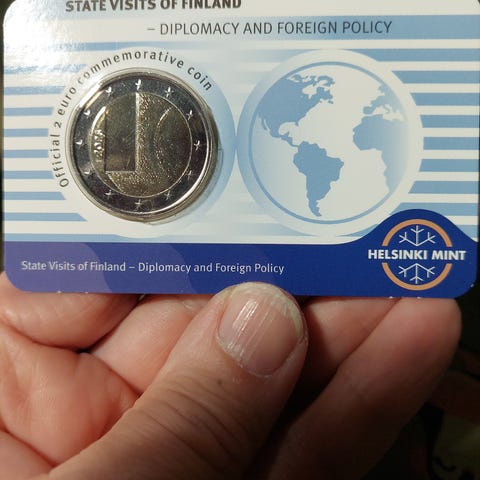 STATE VISITS OF FINLAND
– DIPLOMACY AND FOREIGN POLICY
Official 2 euro commemorative coin
State Visits of Finland – Diplomacy and Foreign Policy
HELSINKI MINT